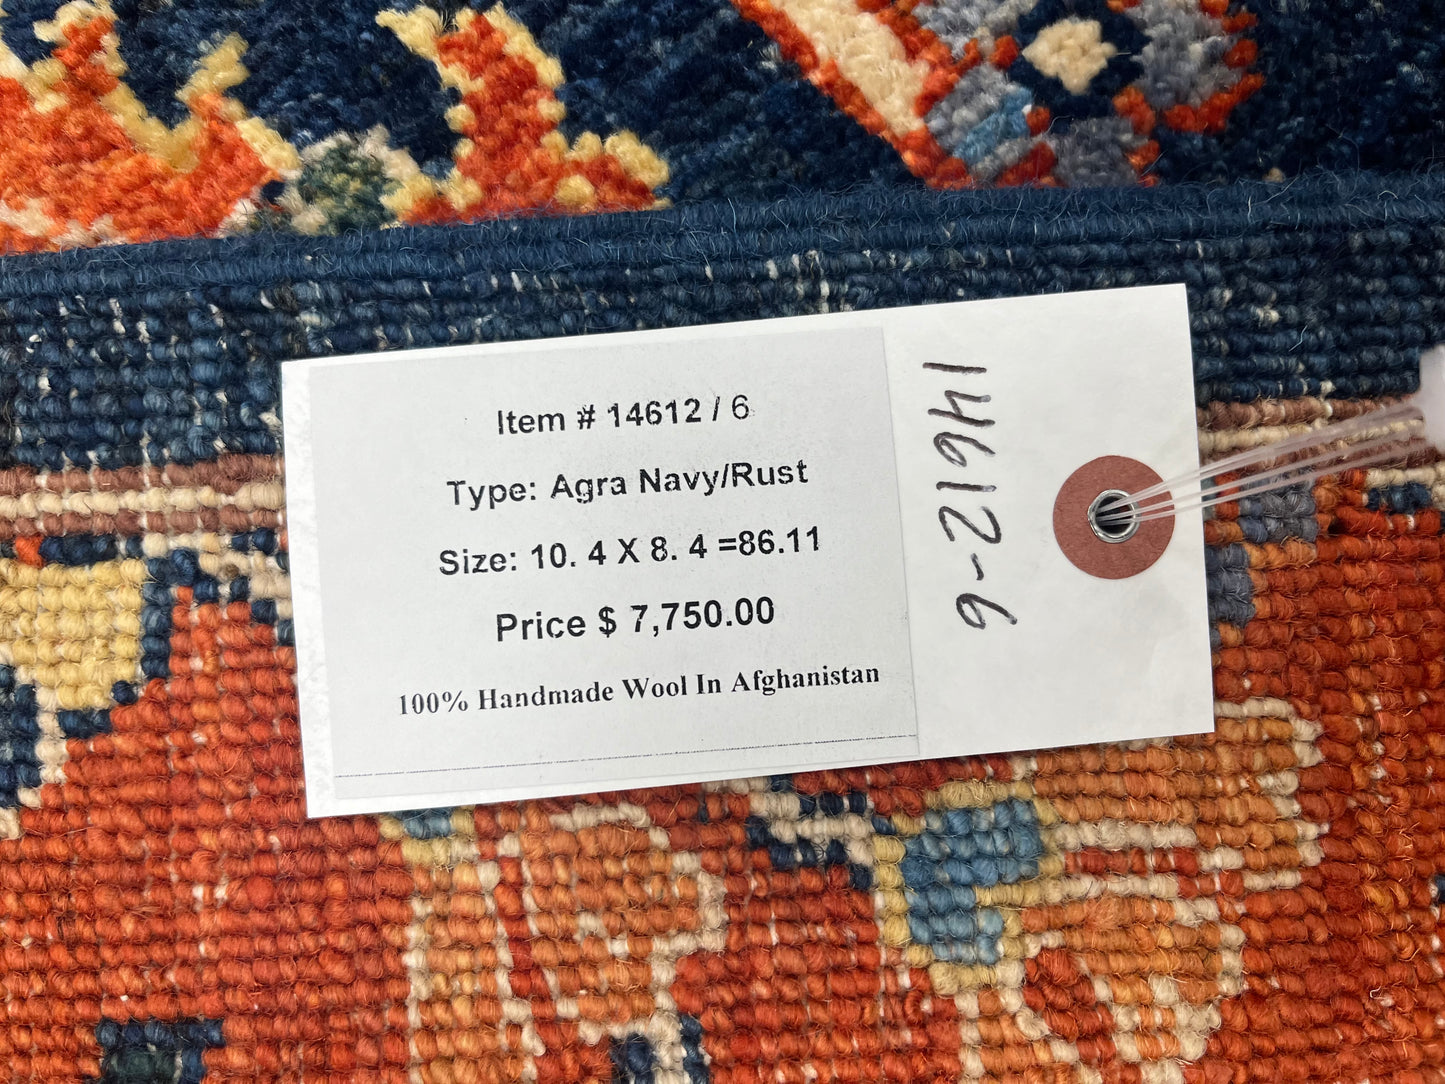 Item # 14612 / 6
Type: Agra Navy/Rust
Size: 10. 4 X 8. 4 =86.11
Price $ 7,750.00
100% Handmade Wool In Afghanistan
14612-6